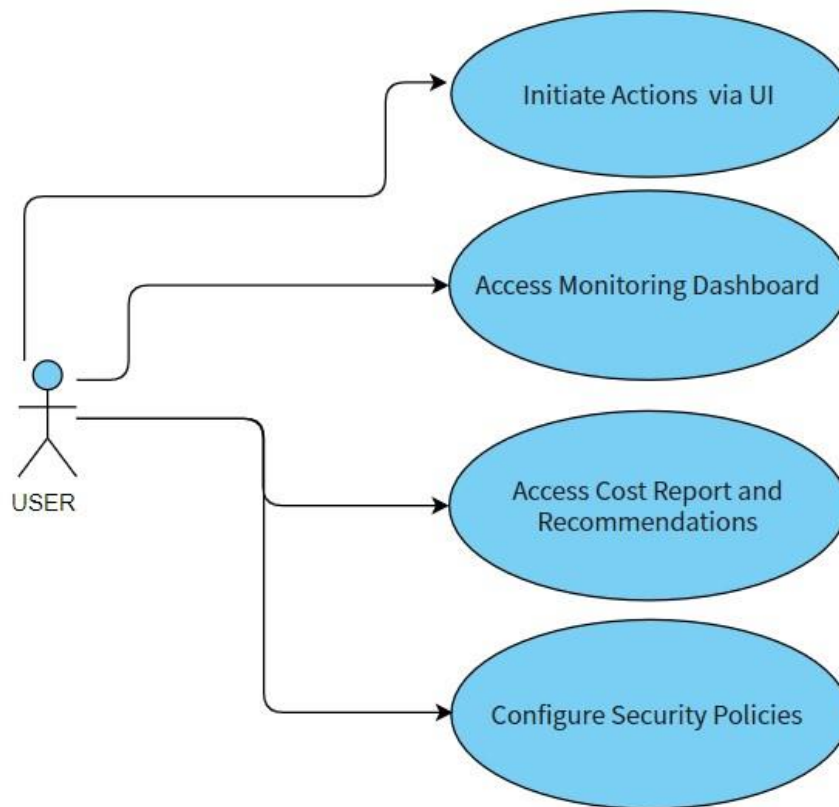 Initiate Actions via UI
Access Monitoring Dashboard
Access Cost Report and
Recommendations
USER
Configure Security Policies